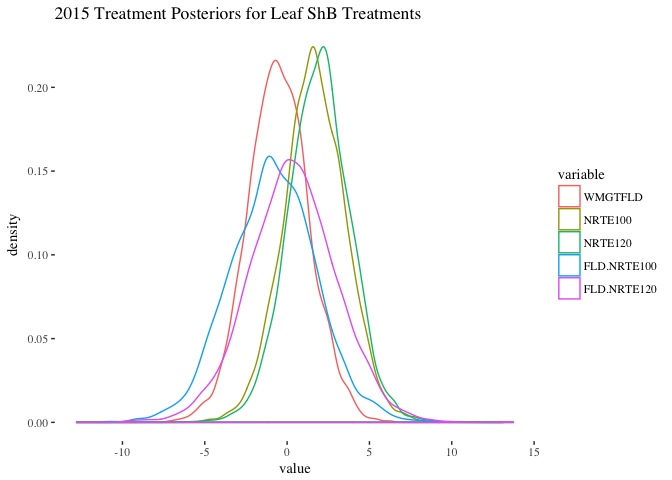 2015 Treatment Posteriors for Leaf ShB Treatments
0.20
0.15
0.10
0.05
0.00
density
-10
-5
0
5
10
15
value
variable
WMGTFLD
NRTE100
NRTE120
FLD.NRTE100
FLD.NRTE120